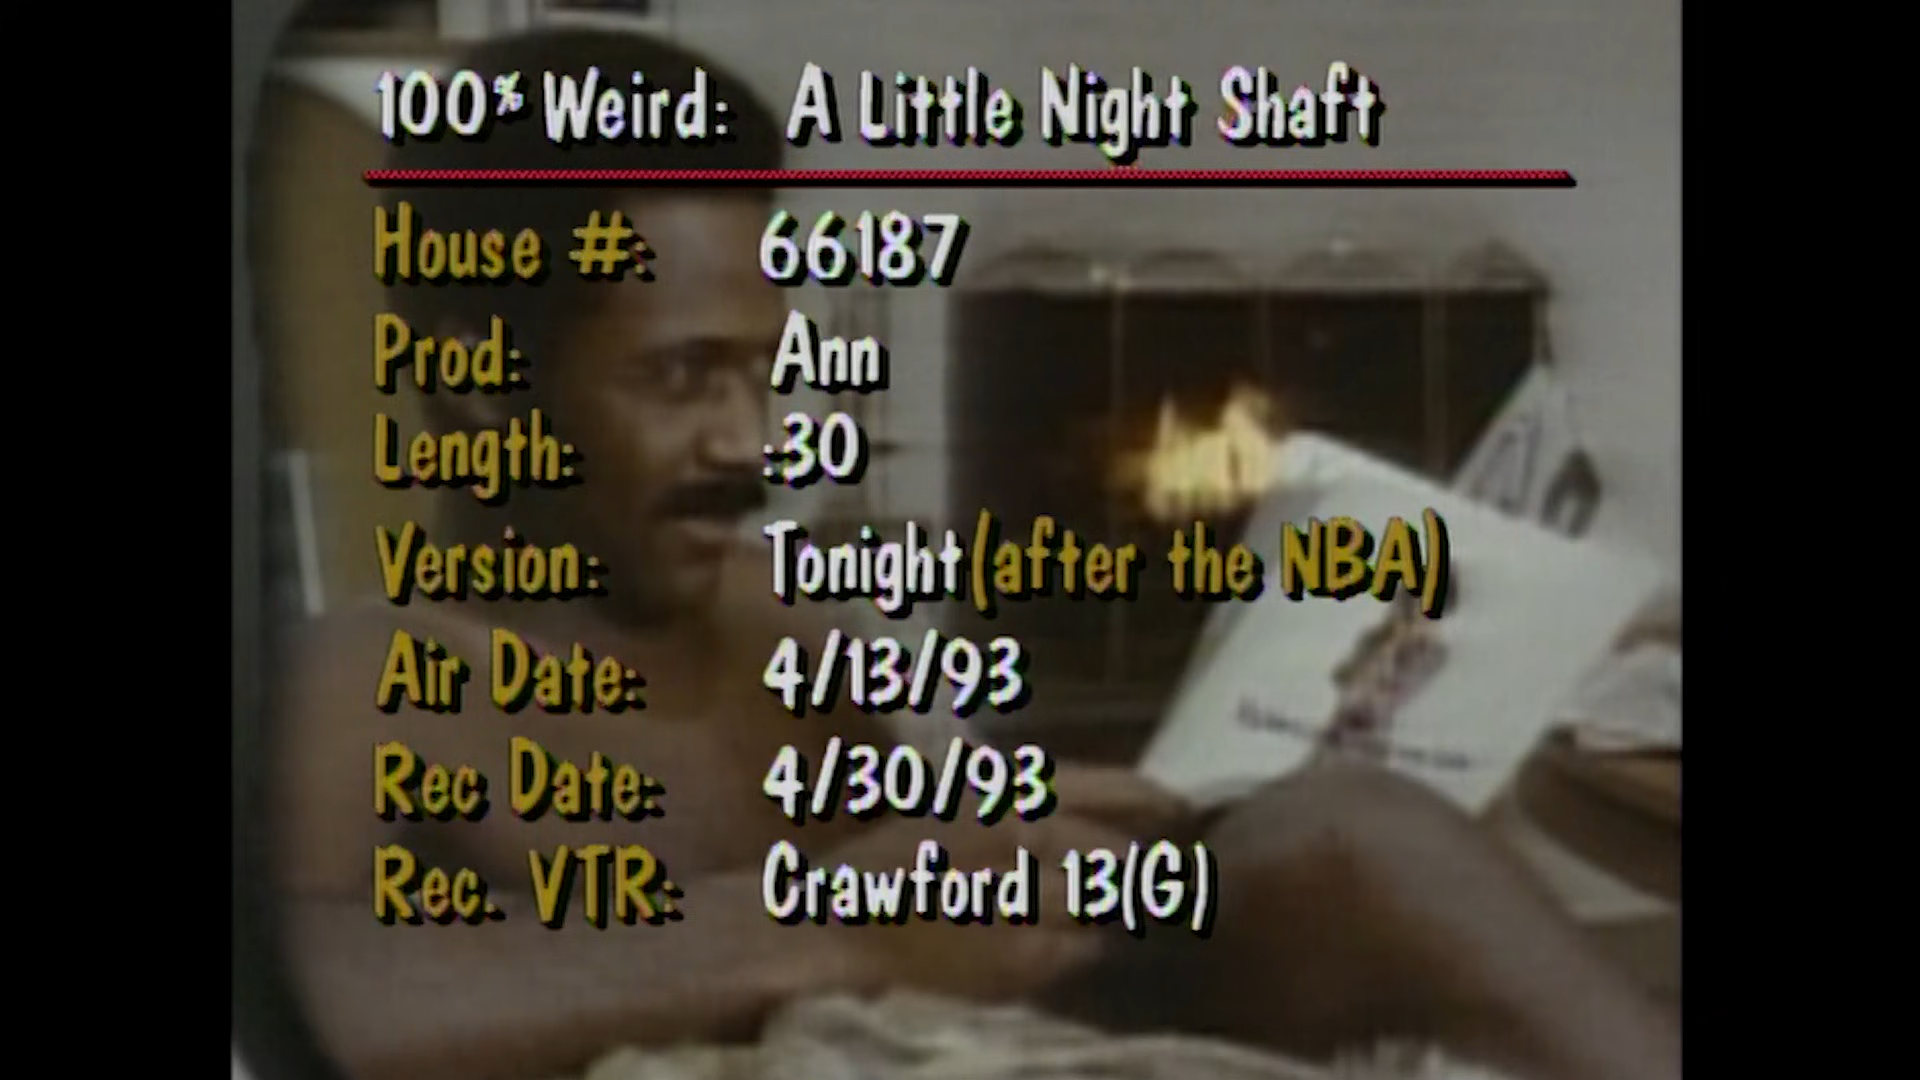 100% Weird: A Little Night Shaft
House #: 66187
Prod: Ann
Length: :30
Version: Tonight(after the NBA)
Air Date: 4/13/93
Rec Date: 4/30/93
Rec. VTR: Crawford 13(G)